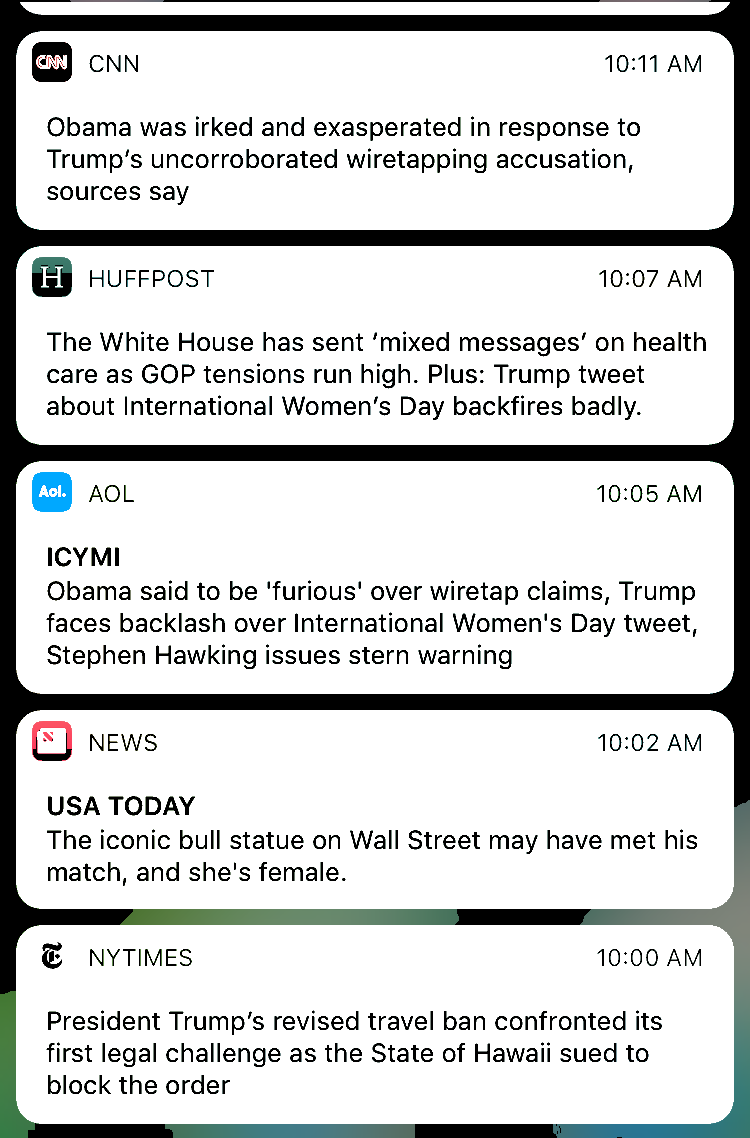 CNN CNN 10:11 AM
Obama was irked and exasperated in response to
Trump’s uncorroborated wiretapping accusation,
sources say
H HUFFPOST 10:07 AM
The White House has sent ‘mixed messages’ on health
care as GOP tensions run high. Plus: Trump tweet
about International Women’s Day backfires badly.
Aol. AOL 10:05 AM
ICYMI
Obama said to be 'furious' over wiretap claims, Trump
faces backlash over International Women's Day tweet,
Stephen Hawking issues stern warning
N NEWS 10:02 AM
USA TODAY
The iconic bull statue on Wall Street may have met his
match, and she's female.
T NYTIMES 10:00 AM
President Trump’s revised travel ban confronted its
first legal challenge as the State of Hawaii sued to
block the order